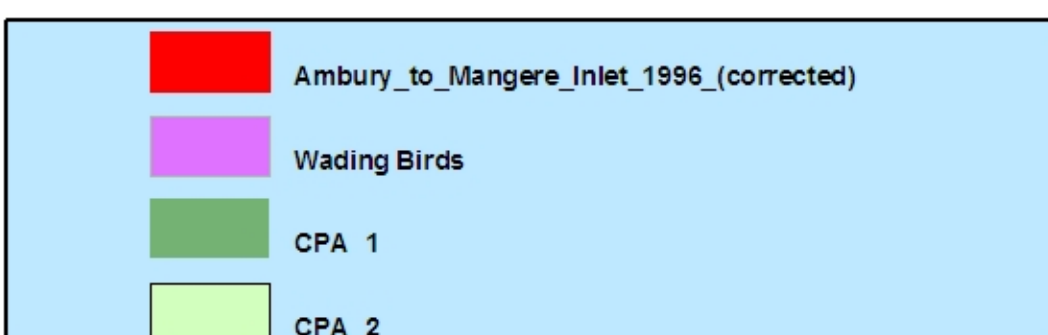 Ambury_to_Mangere_Inlet_1996_(corrected)
Wading Birds
CPA 1
CPA 2